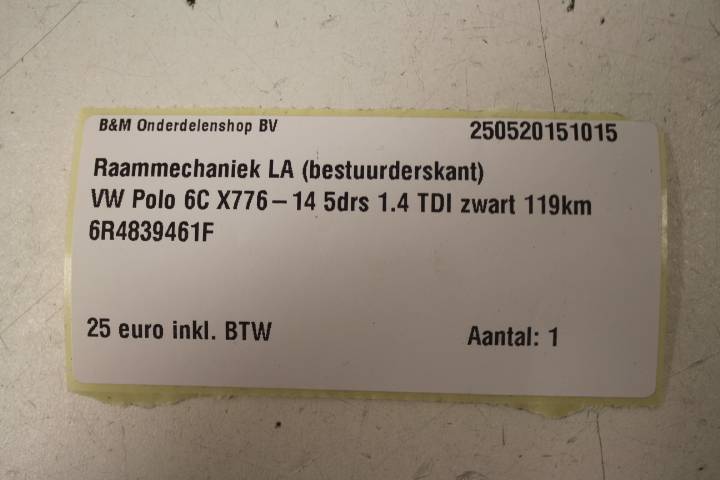 B&M Onderdelenshop BV 250520151015
Raammechaniek LA (bestuurderskant)
VW Polo 6C X776-14 5drs 1.4 TDI zwart 119km
6R4839461F
25 euro inkl. BTW Aantal: 1